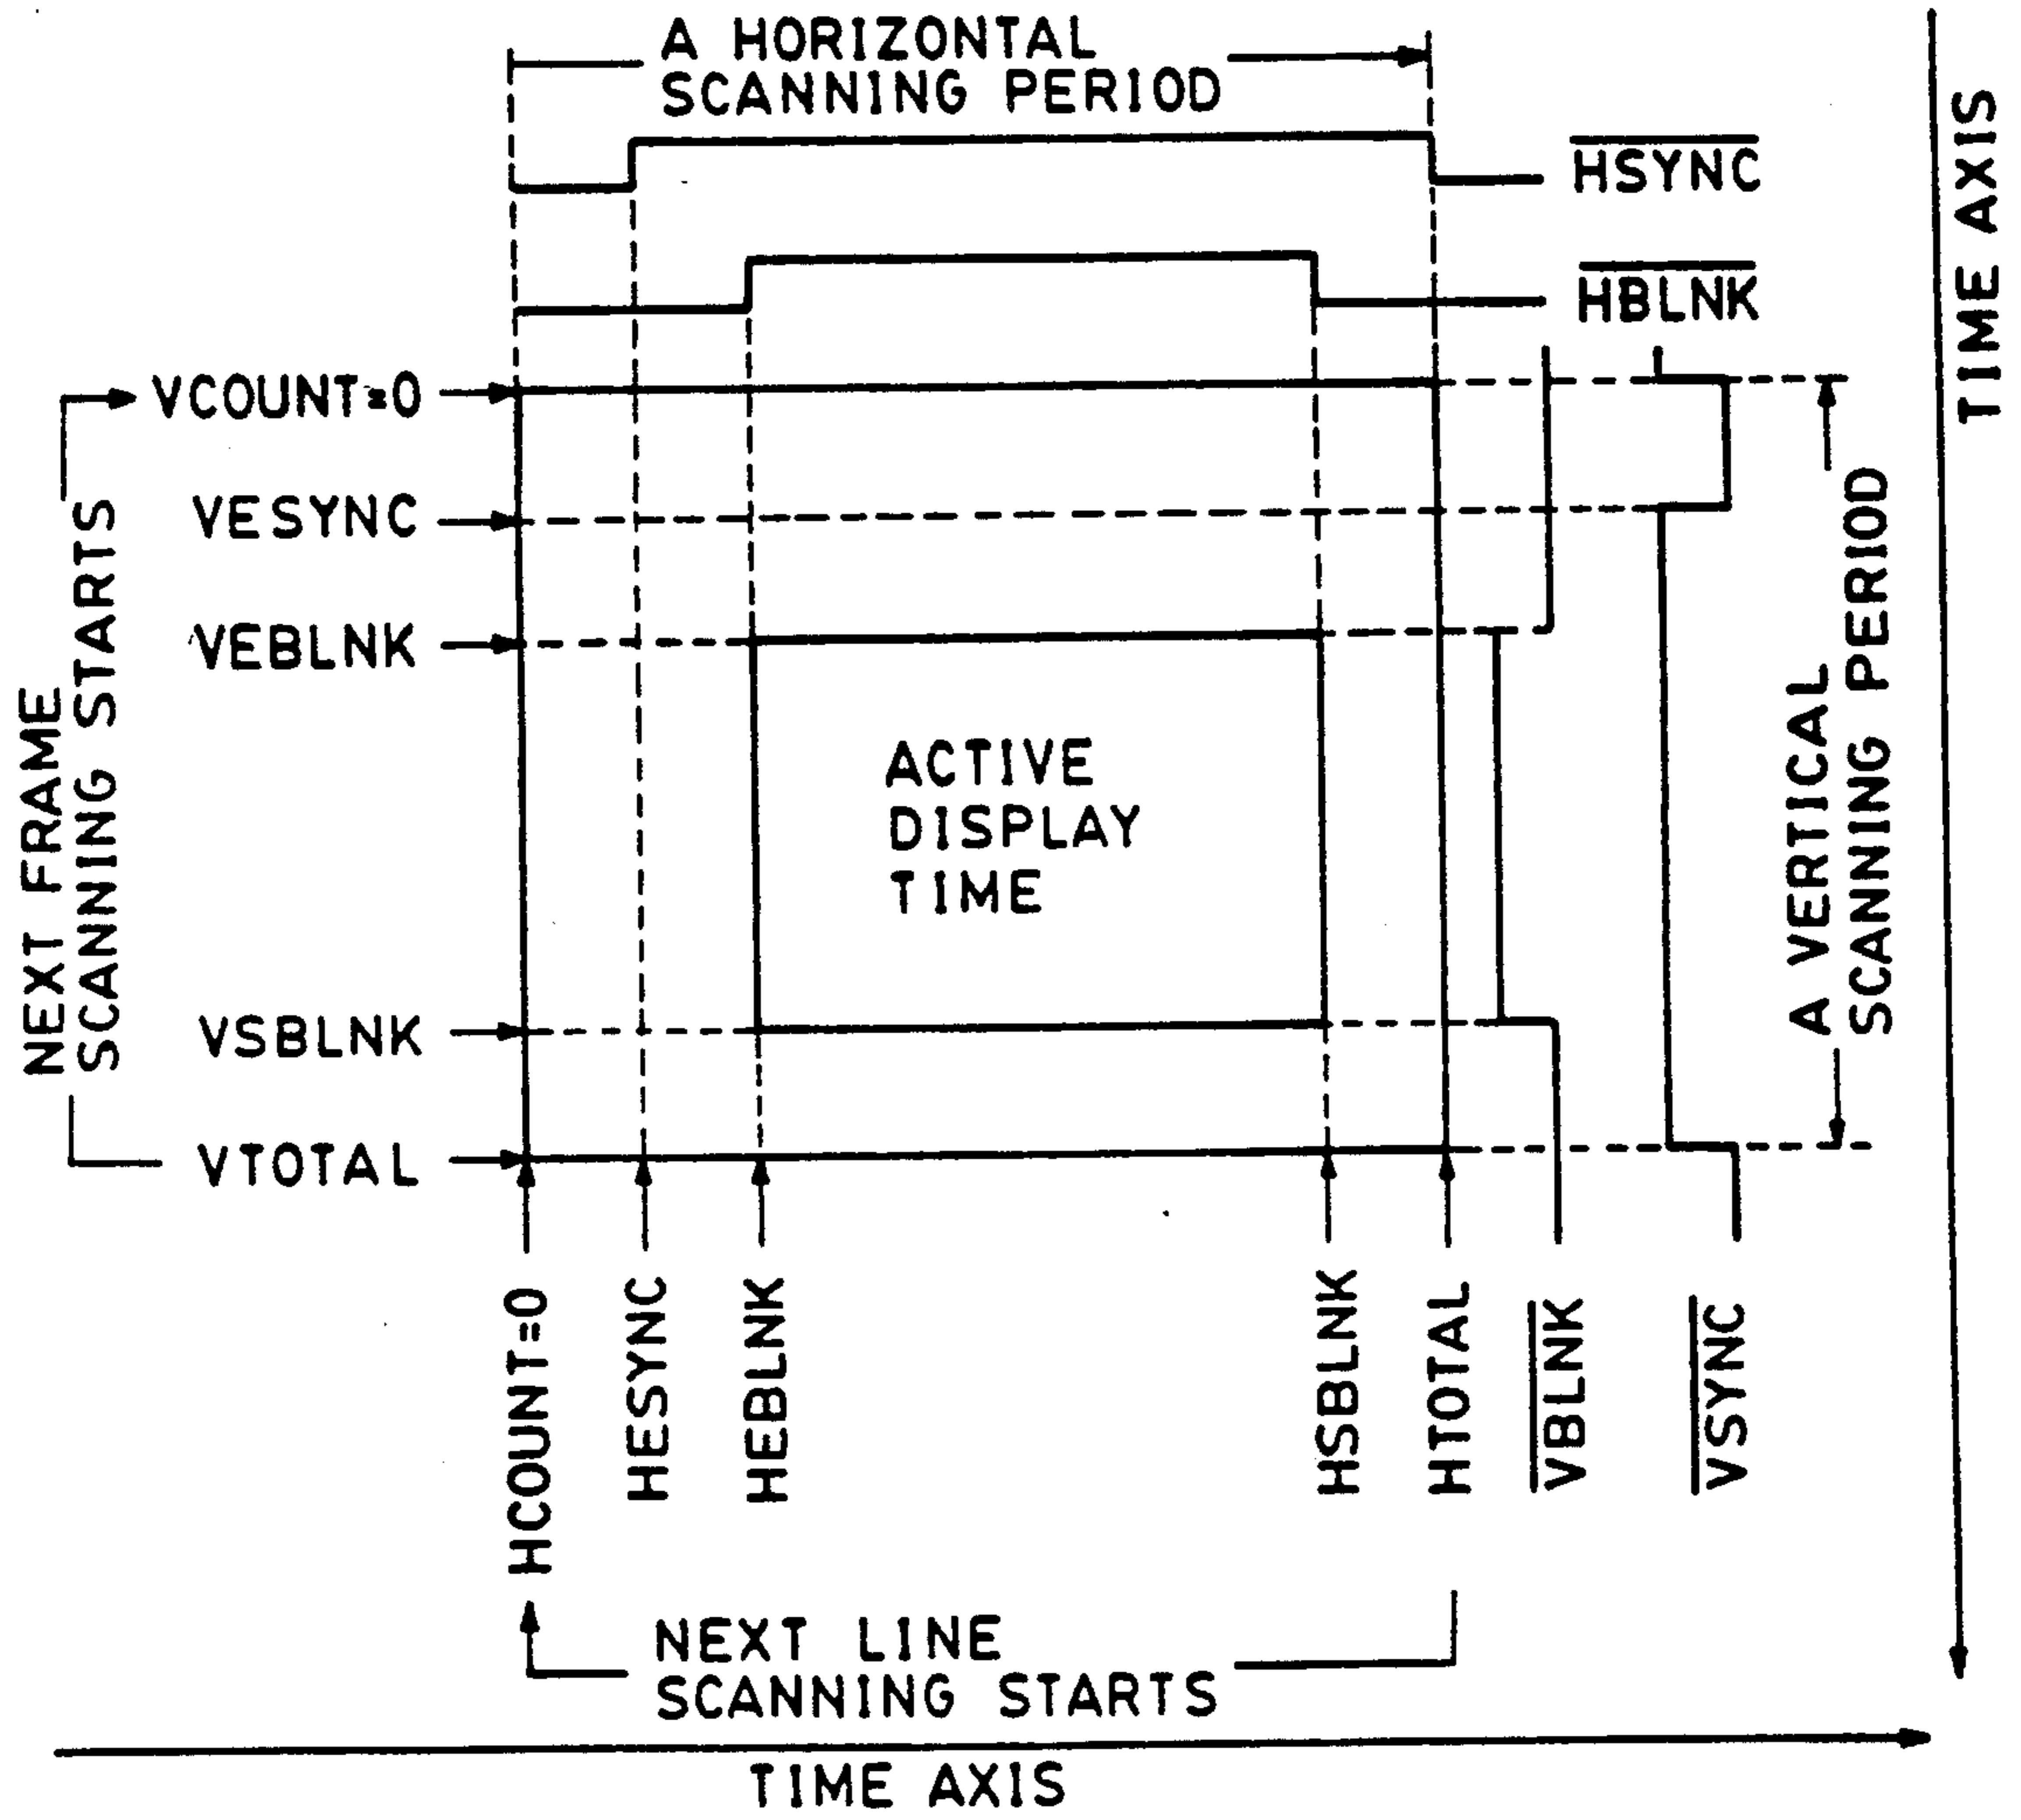 A HORIZONTAL
SCANNING PERIOD
HSYNC
HBLNK
TIME AXIS
VCOUNT=0
VESYNC
VEBLNK
VSBLNK
VTOTAL
NEXT FRAME
SCANNING STARTS
ACTIVE
DISPLAY
TIME
A VERTICAL
SCANNING PERIOD
HCOUNT=0
HESYNC
HEBLNK
HSBLNK
HTOTAL
VBLNK
VSYNC
NEXT LINE
SCANNING STARTS
TIME AXIS